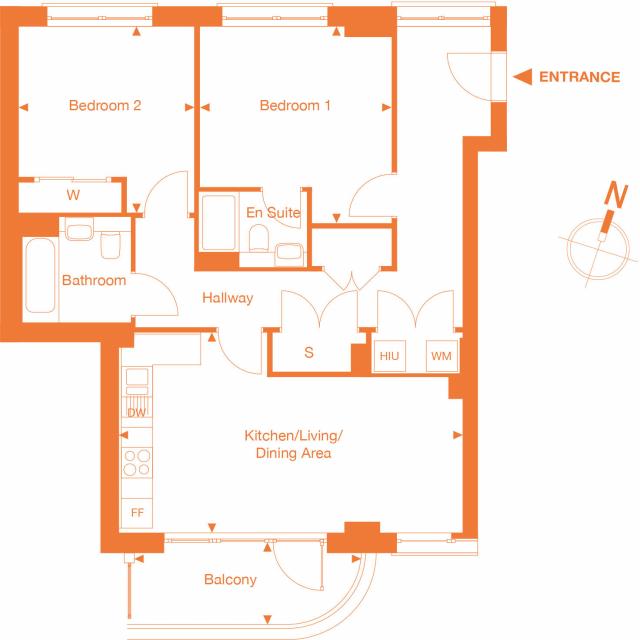 ENTRANCE
Bedroom 2
Bedroom 1
W
N
En Suite
Bathroom
Hallway
S
HIU
WM
DW
Kitchen/Living/
Dining Area
FF
Balcony